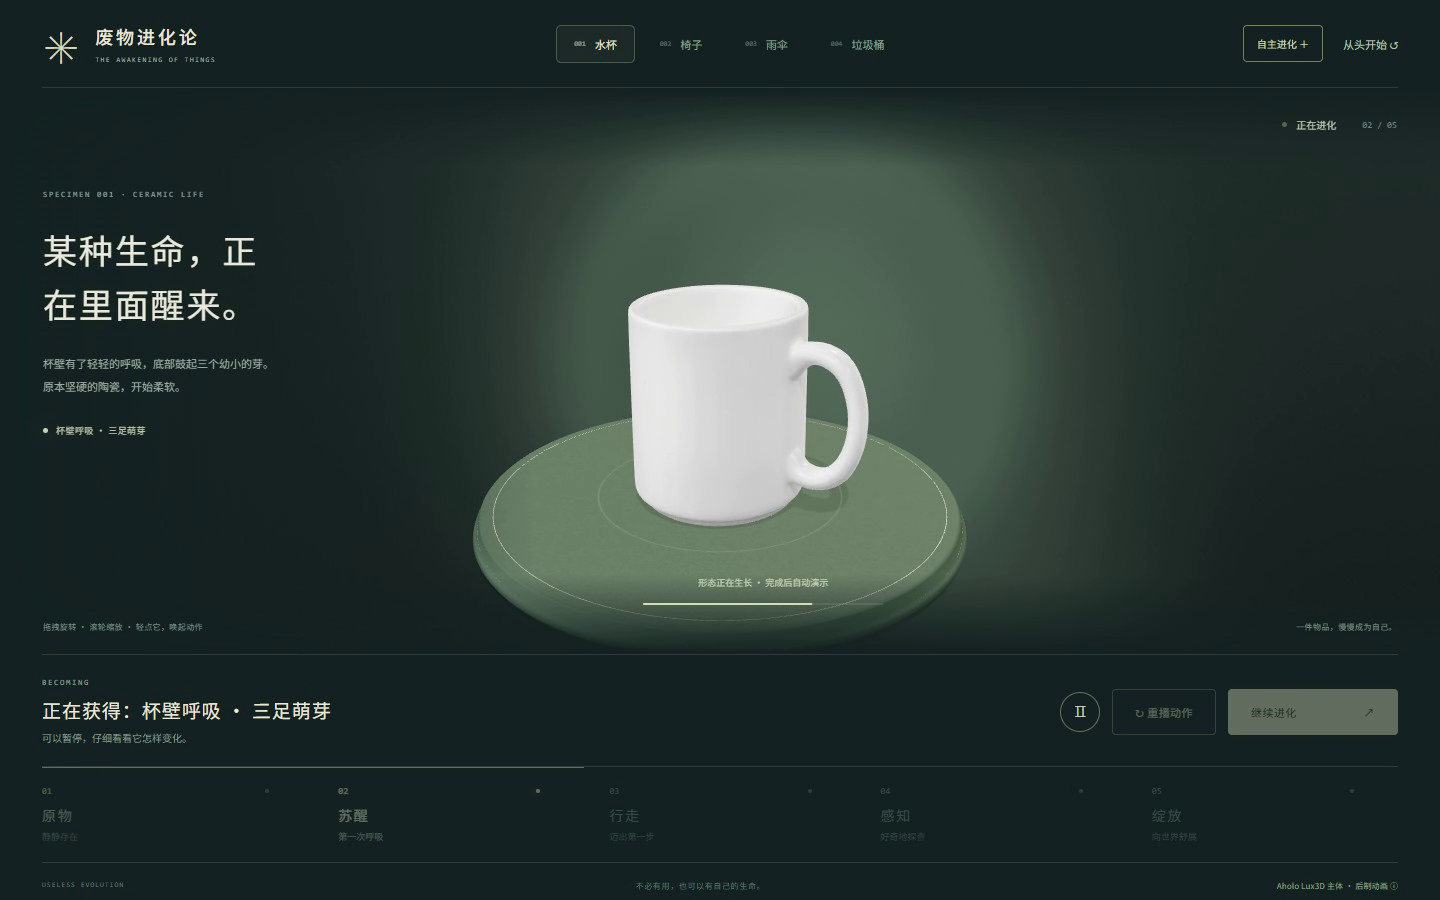 废物进化论
THE AWAKENING OF THINGS
001 水杯
002 椅子
003 雨伞
004 垃圾桶
自主进化 +
从头开始 ↺
正在进化 02 / 05
SPECIMEN 001 · CERAMIC LIFE
某种生命，正
在里面醒来。
杯壁有了轻轻的呼吸，底部鼓起三个幼小的芽。
原本坚硬的陶瓷，开始柔软。
杯壁呼吸 · 三足萌芽
形态正在生长 · 完成后自动演示
拖拽旋转 · 滚轮缩放 · 轻点它，唤起动作
一件物品，慢慢成为自己。
BECOMING
正在获得：杯壁呼吸 · 三足萌芽
可以暂停，仔细看看它怎样变化。
↻ 重播动作
继续进化 ↗
01
原物
静静存在
02
苏醒
第一次呼吸
03
行走
迈出第一步
04
感知
好奇地探查
05
绽放
向世界舒展
USELESS EVOLUTION
不必有用，也可以有自己的生命。
Aholo Lux3D 主体 · 后制动画 ⓘ